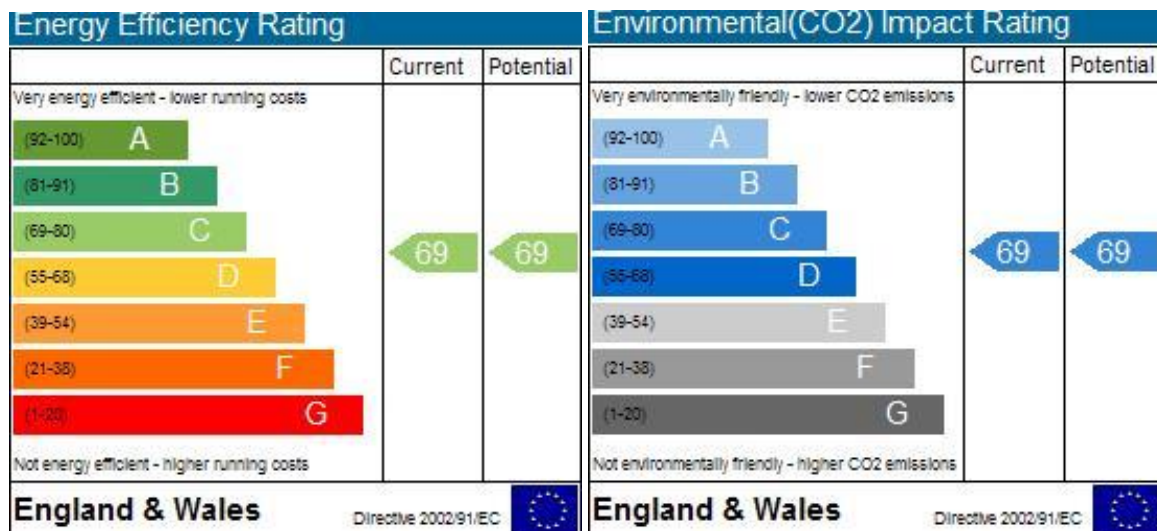 Energy Efficiency Rating
Current Potential
Very energy efficient - lower running costs
(92-100) A
(81-91) B
(69-80) C
69 69
(55-68) D
(39-54) E
(21-38) F
(1-20) G
Not energy efficient - higher running costs
England & Wales Directive 2002/91/EC
Environmental(CO2) Impact Rating
Current Potential
Very environmentally friendly - lower CO2 emissions
(92-100) A
(81-91) B
(69-80) C
69 69
(55-68) D
(39-54) E
(21-38) F
(1-20) G
Not environmentally friendly - higher CO2 emissions
England & Wales Directive 2002/91/EC